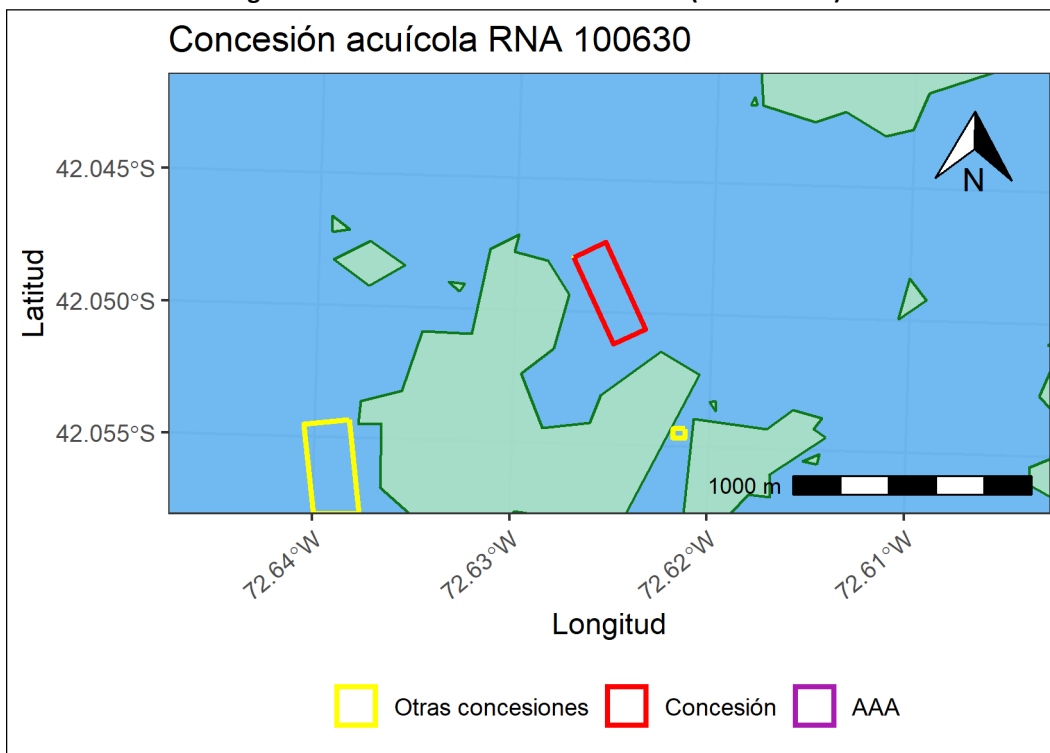 Concesión acuícola RNA 100630
N
42.045°S
42.050°S
42.055°S
Latitud
1000 m
72.64°W
72.63°W
72.62°W
72.61°W
Longitud
Otras concesiones
Concesión
AAA